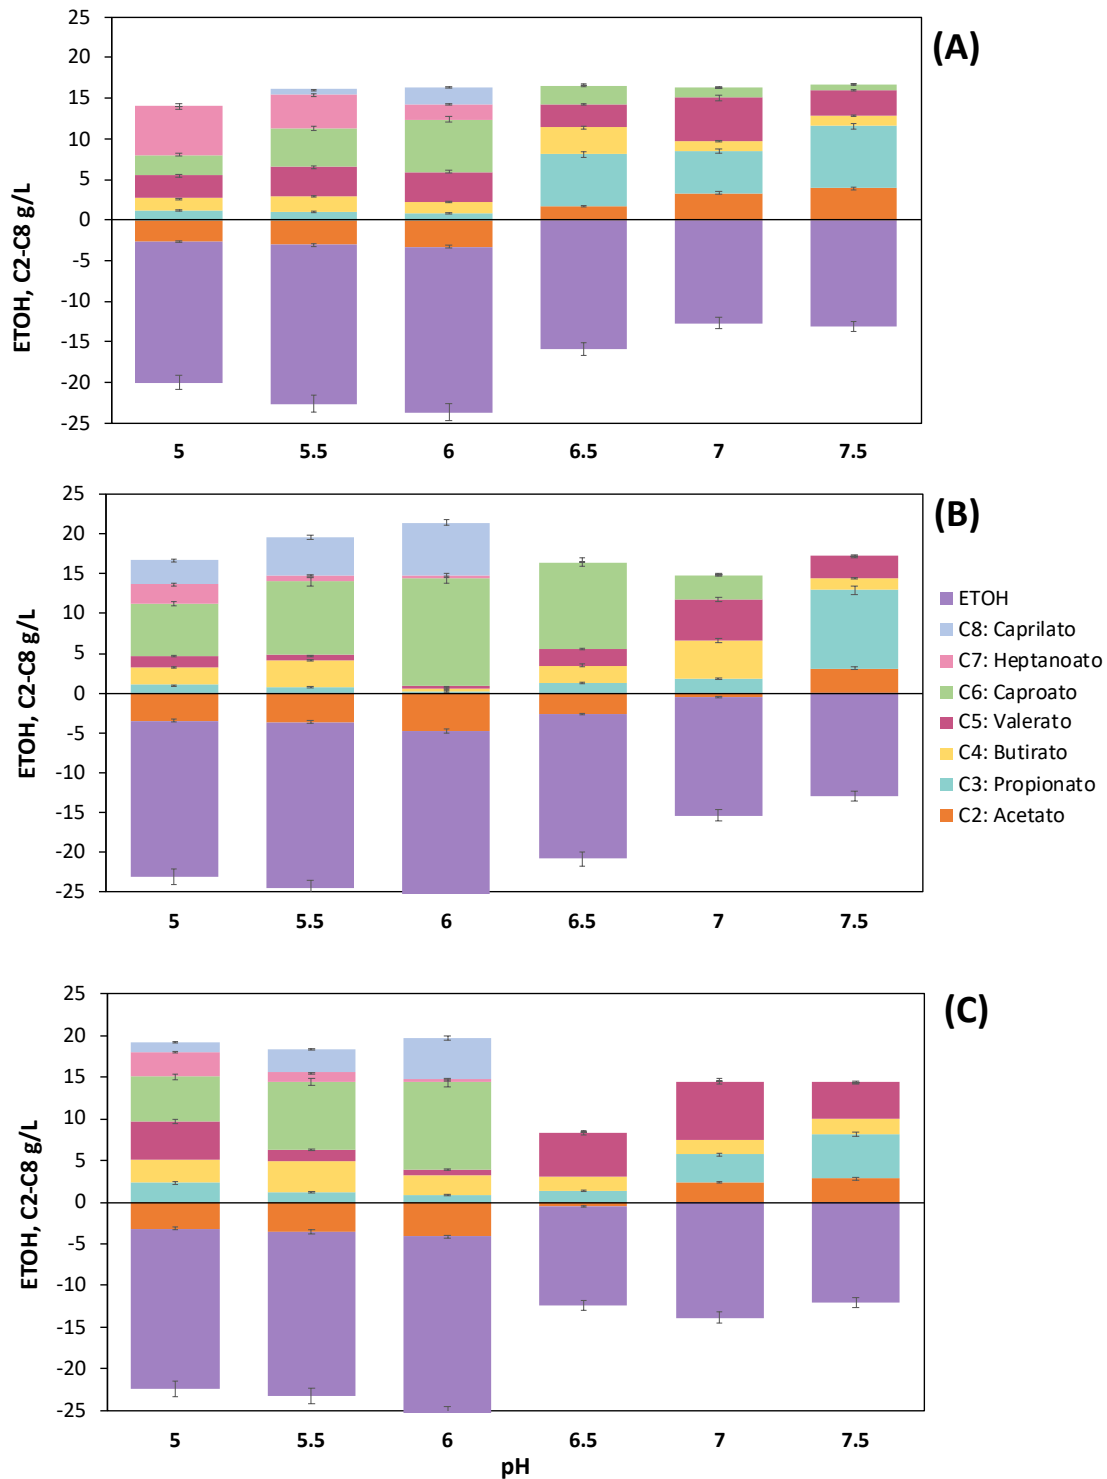 (A)
ETOH, C2-C8 g/L
25
20
15
10
5
0
-5
-10
-15
-20
-25
5 5.5 6 6.5 7 7.5
(B)
ETOH, C2-C8 g/L
25
20
15
10
5
0
-5
-10
-15
-20
-25
5 5.5 6 6.5 7 7.5
ETOH
C8: Caprilato
C7: Heptanoato
C6: Caproato
C5: Valerato
C4: Butirato
C3: Propionato
C2: Acetato
(C)
ETOH, C2-C8 g/L
25
20
15
10
5
0
-5
-10
-15
-20
-25
5 5.5 6 6.5 7 7.5
pH